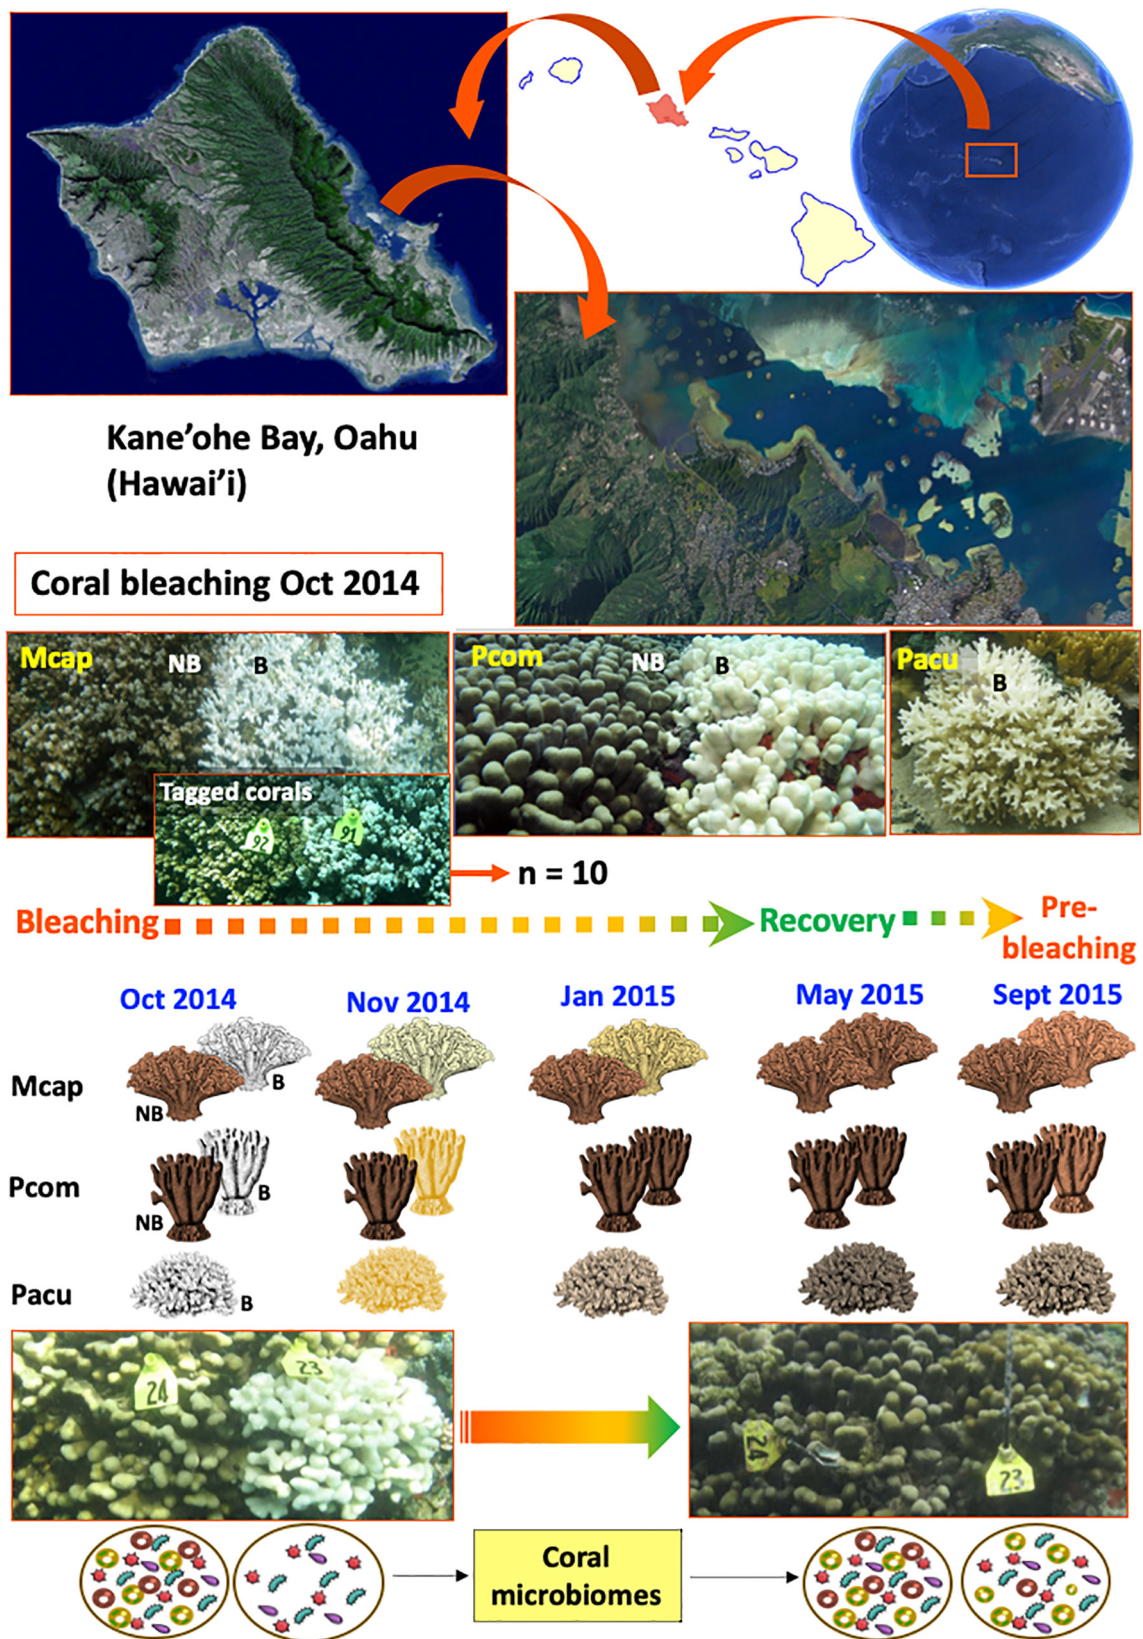 Kane'ohe Bay, Oahu
(Hawai'i)
Coral bleaching Oct 2014
Mcap
NB
B
Pcom
NB
B
Pacu
B
Tagged corals
92
91
n = 10
Bleaching
Recovery
Pre-
bleaching
Oct 2014
Nov 2014
Jan 2015
May 2015
Sept 2015
Mcap
B
NB
Pcom
B
NB
Pacu
B
24
23
24
23
Coral
microbiomes